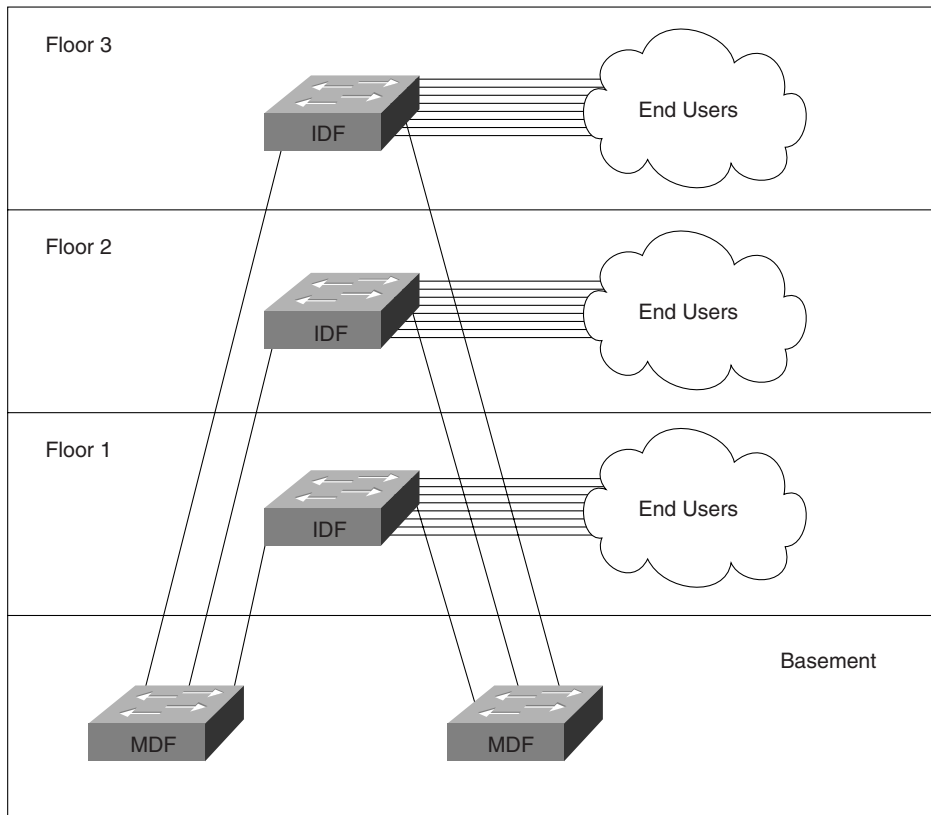 Floor 3
IDF
End Users
Floor 2
IDF
End Users
Floor 1
IDF
End Users
Basement
MDF
MDF